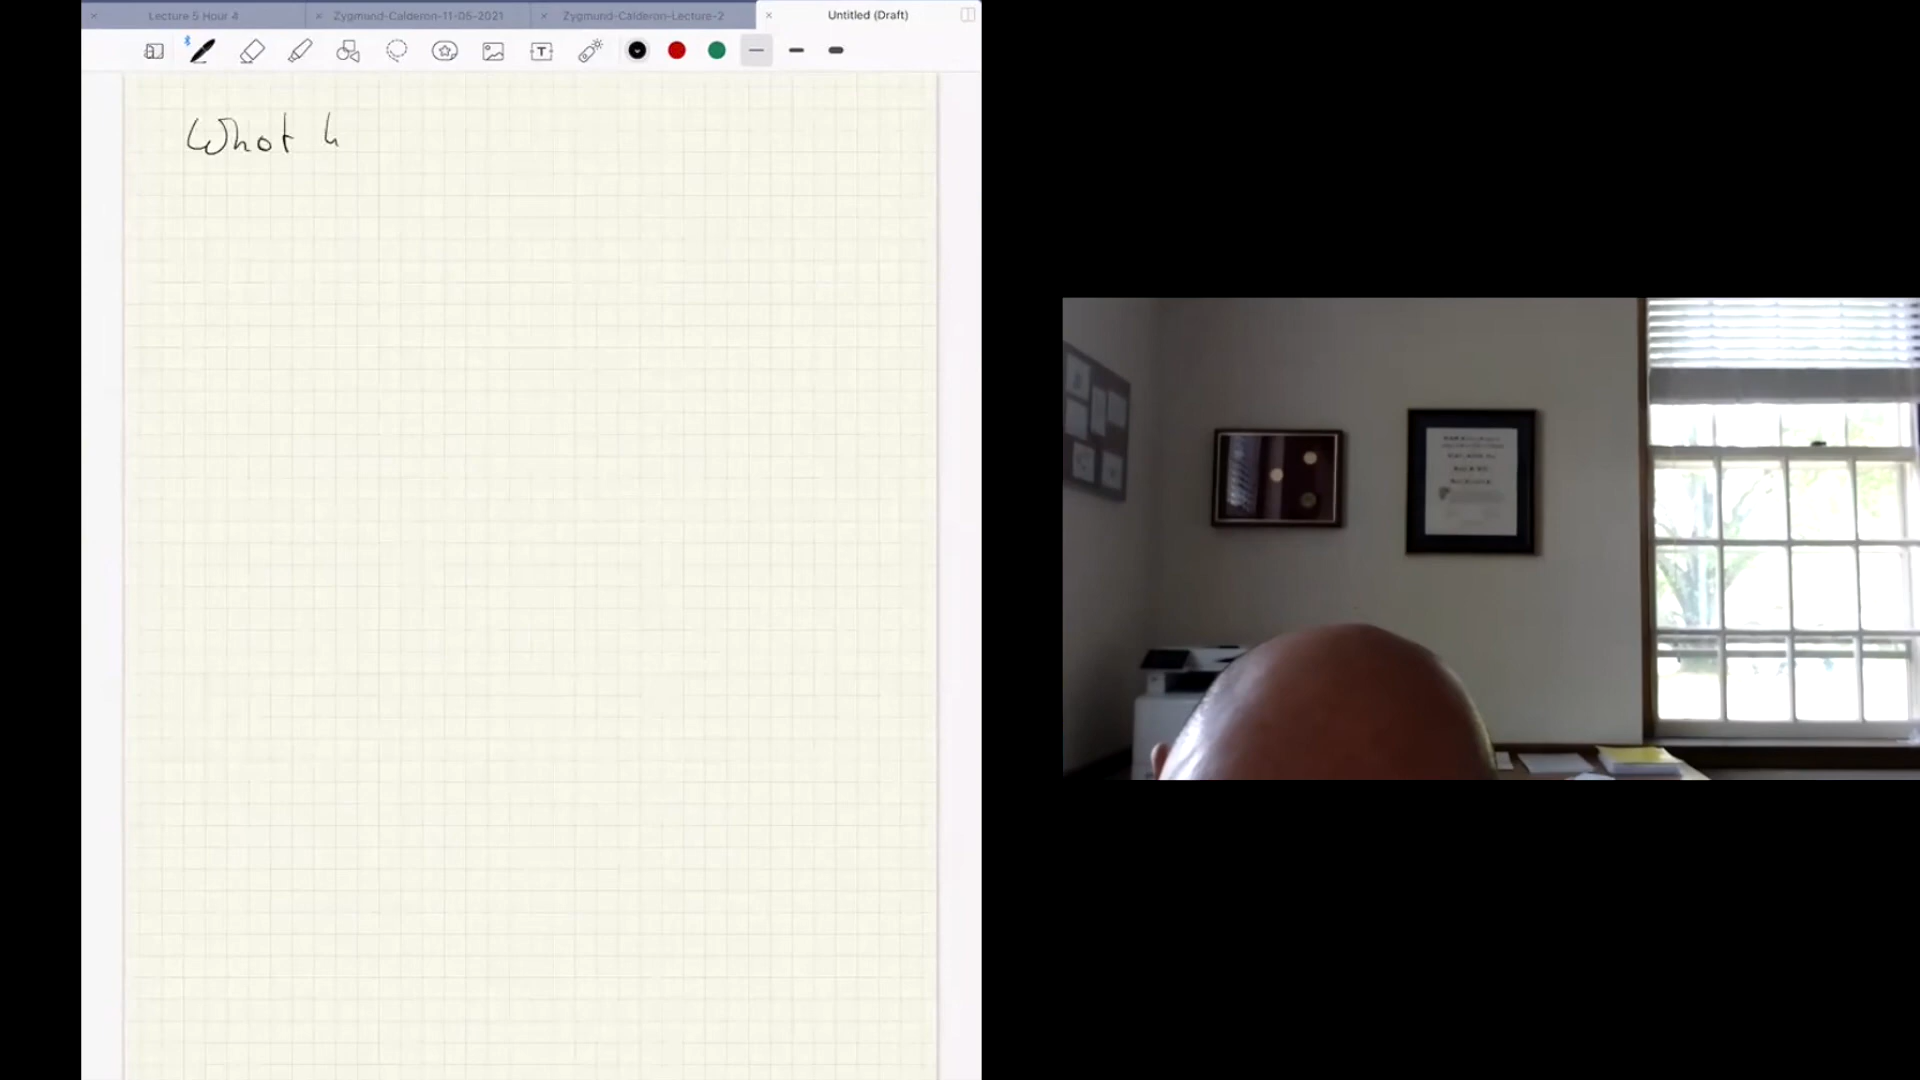 Lecture 5 Hour 4
Zygmund-Calderon-11-05-2021
Zygmund-Calderon-Lecture-2
Untitled (Draft)
T
What h